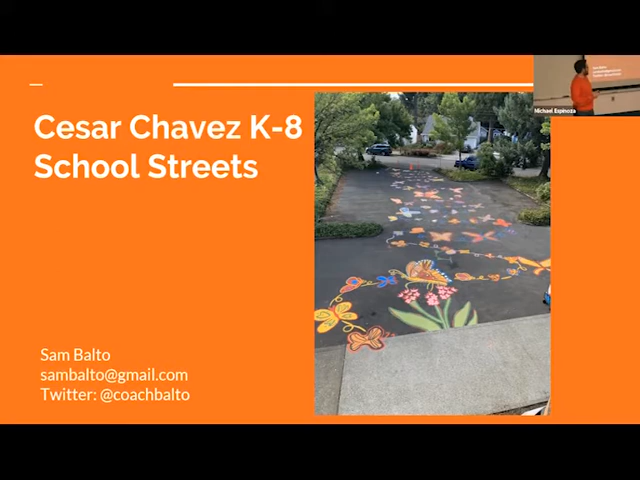 Cesar Chavez K-8
School Streets
Sam Balto
sambalto@gmail.com
Twitter: @coachbalto
Michael Espinoza